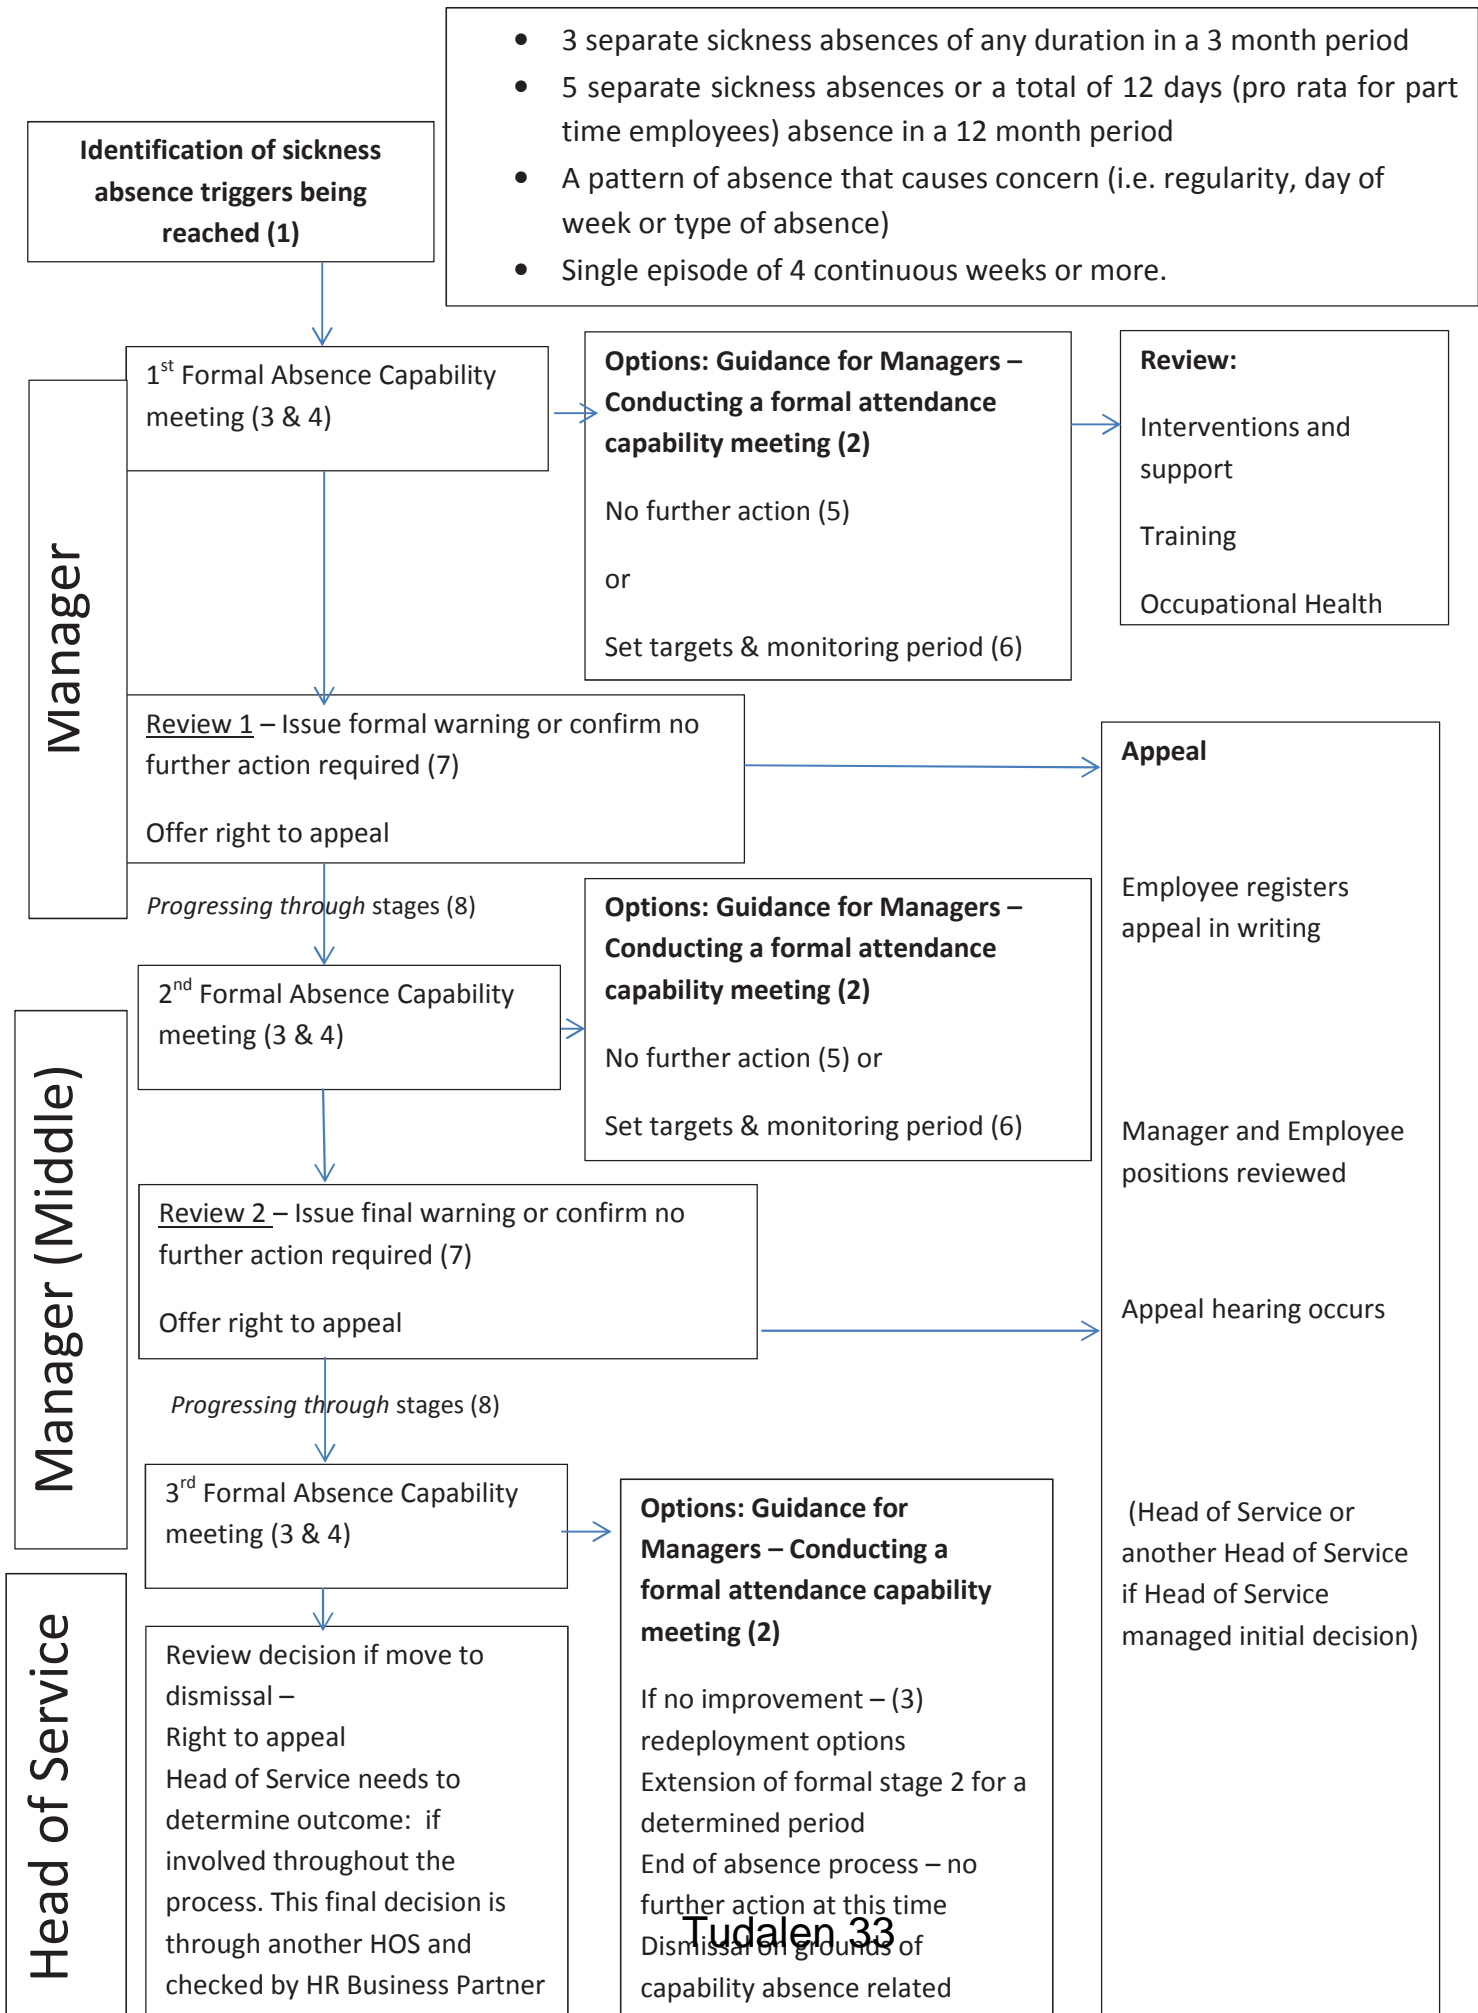 • 3 separate sickness absences of any duration in a 3 month period
• 5 separate sickness absences or a total of 12 days (pro rata for part
time employees) absence in a 12 month period
• A pattern of absence that causes concern (i.e. regularity, day of
week or type of absence)
• Single episode of 4 continuous weeks or more.
Identification of sickness
absence triggers being
reached (1)
Manager
1st Formal Absence Capability
meeting (3 & 4)
Options: Guidance for Managers –
Conducting a formal attendance
capability meeting (2)
No further action (5)
or
Set targets & monitoring period (6)
Review:
Interventions and
support
Training
Occupational Health
Review 1 – Issue formal warning or confirm no
further action required (7)
Offer right to appeal
Progressing through stages (8)
Manager (Middle)
2nd Formal Absence Capability
meeting (3 & 4)
Options: Guidance for Managers –
Conducting a formal attendance
capability meeting (2)
No further action (5) or
Set targets & monitoring period (6)
Review 2 – Issue final warning or confirm no
further action required (7)
Offer right to appeal
Progressing through stages (8)
Appeal
Employee registers
appeal in writing
Manager and Employee
positions reviewed
Appeal hearing occurs
(Head of Service or
another Head of Service
if Head of Service
managed initial decision)
3rd Formal Absence Capability
meeting (3 & 4)
Head of Service
Review decision if move to
dismissal –
Right to appeal
Head of Service needs to
determine outcome: if
involved throughout the
process. This final decision is
through another HOS and
checked by HR Business Partner
Options: Guidance for
Managers – Conducting a
formal attendance capability
meeting (2)
If no improvement – (3)
redeployment options
Extension of formal stage 2 for a
determined period
End of absence process – no
further action at this time
Dismissal on grounds of
capability absence related
Tudalen 33